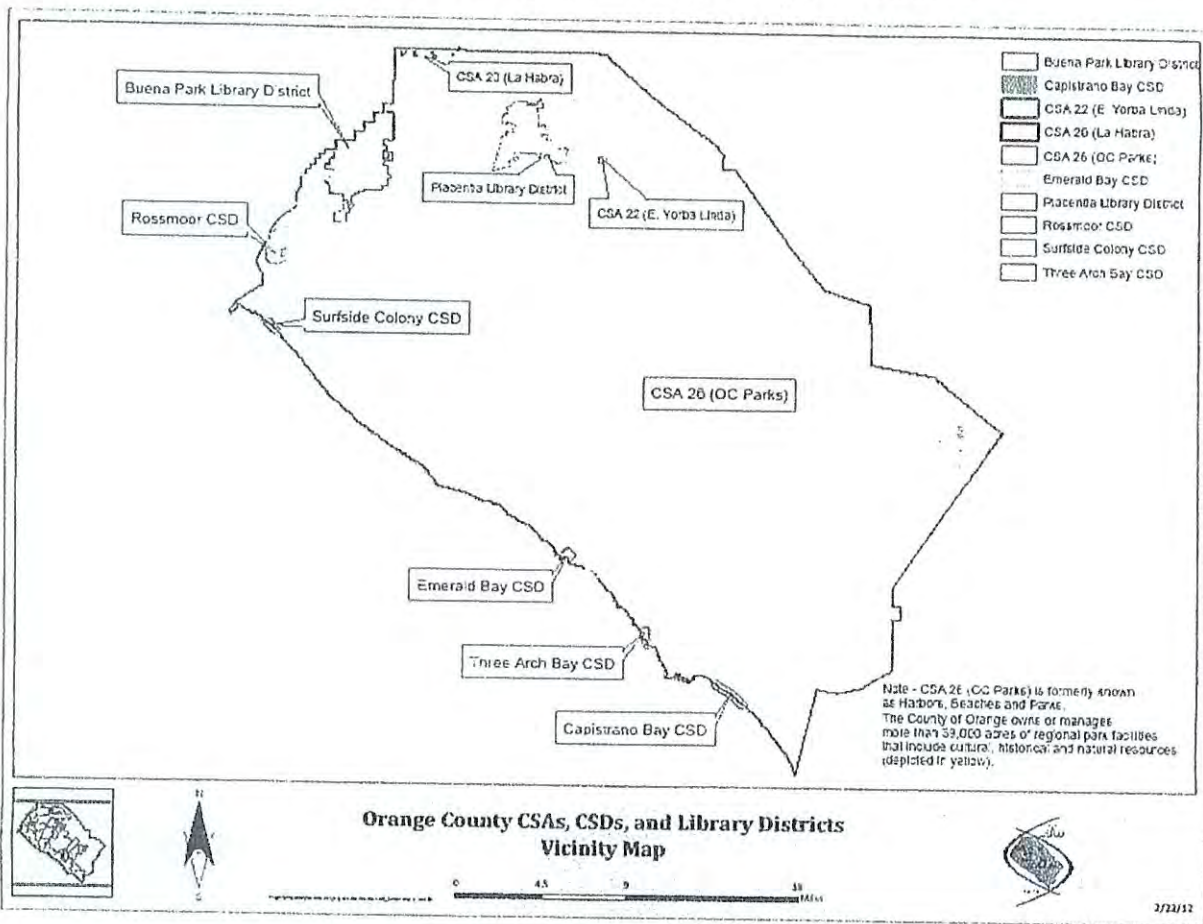 Buena Park Library District
CSA 20 (La Habra)
Placentia Library District
CSA 22 (E. Yorba Linda)
Rossmoor CSD
Surfside Colony CSD
CSA 26 (OC Parks)
Emerald Bay CSD
Three Arch Bay CSD
Capistrano Bay CSD
Buena Park Library District
Capistrano Bay CSD
CSA 22 (E. Yorba Linda)
CSA 20 (La Habra)
CSA 26 (OC Parks)
Emerald Bay CSD
Placentia Library District
Rossmoor CSD
Surfside Colony CSD
Three Arch Bay CSD
Note - CSA 26 (OC Parks) is formerly known
as Harbors, Beaches and Parks.
The County of Orange owns or manages
more than 39,000 acres of regional park facilities
that include cultural, historical and natural resources
(depicted in yellow).
N
S
Orange County CSAs, CSDs, and Library Districts
Vicinity Map
0 4.5 9 18
Miles
2/22/12